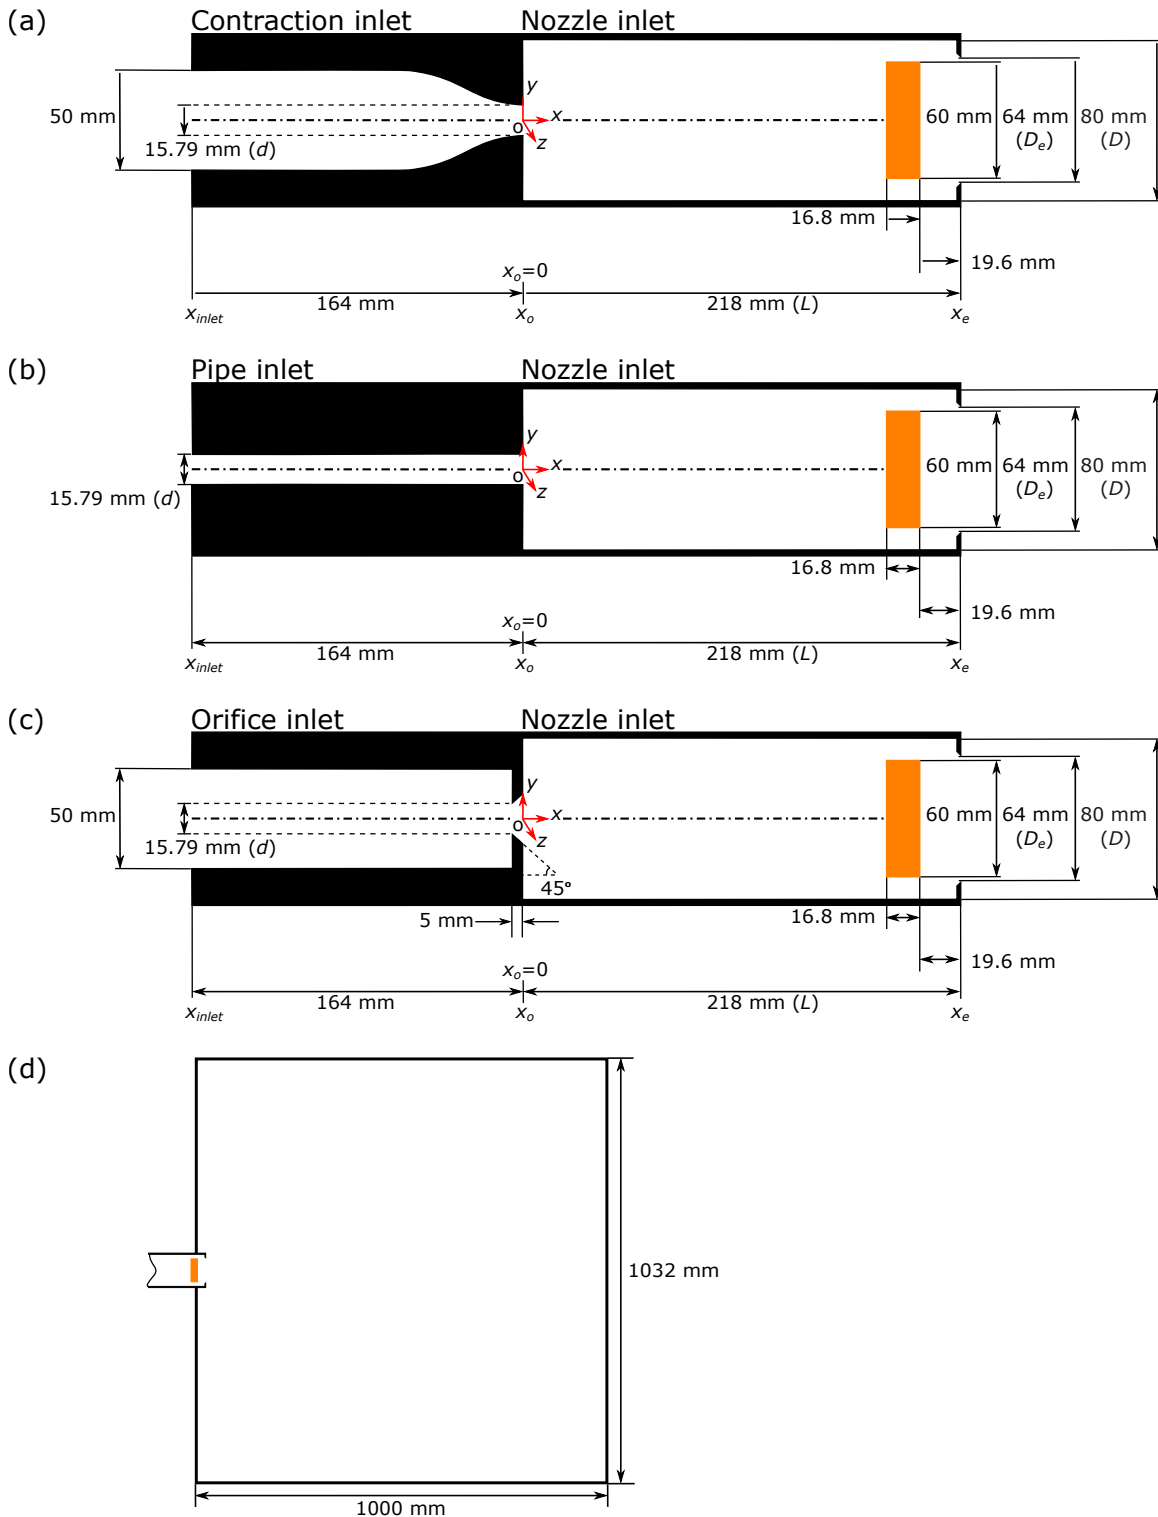 (a)
Contraction inlet
Nozzle inlet
50 mm
15.79 mm (d)
y
x
o
z
60 mm
64 mm
(Dₑ)
80 mm
(D)
16.8 mm
19.6 mm
xₒ=0
164 mm
218 mm (L)
x_inlet
xₒ
xₑ
(b)
Pipe inlet
Nozzle inlet
15.79 mm (d)
y
x
o
z
60 mm
64 mm
(Dₑ)
80 mm
(D)
16.8 mm
19.6 mm
xₒ=0
164 mm
218 mm (L)
x_inlet
xₒ
xₑ
(c)
Orifice inlet
Nozzle inlet
50 mm
15.79 mm (d)
y
x
o
z
45°
60 mm
64 mm
(Dₑ)
80 mm
(D)
5 mm
16.8 mm
19.6 mm
xₒ=0
164 mm
218 mm (L)
x_inlet
xₒ
xₑ
(d)
1032 mm
1000 mm